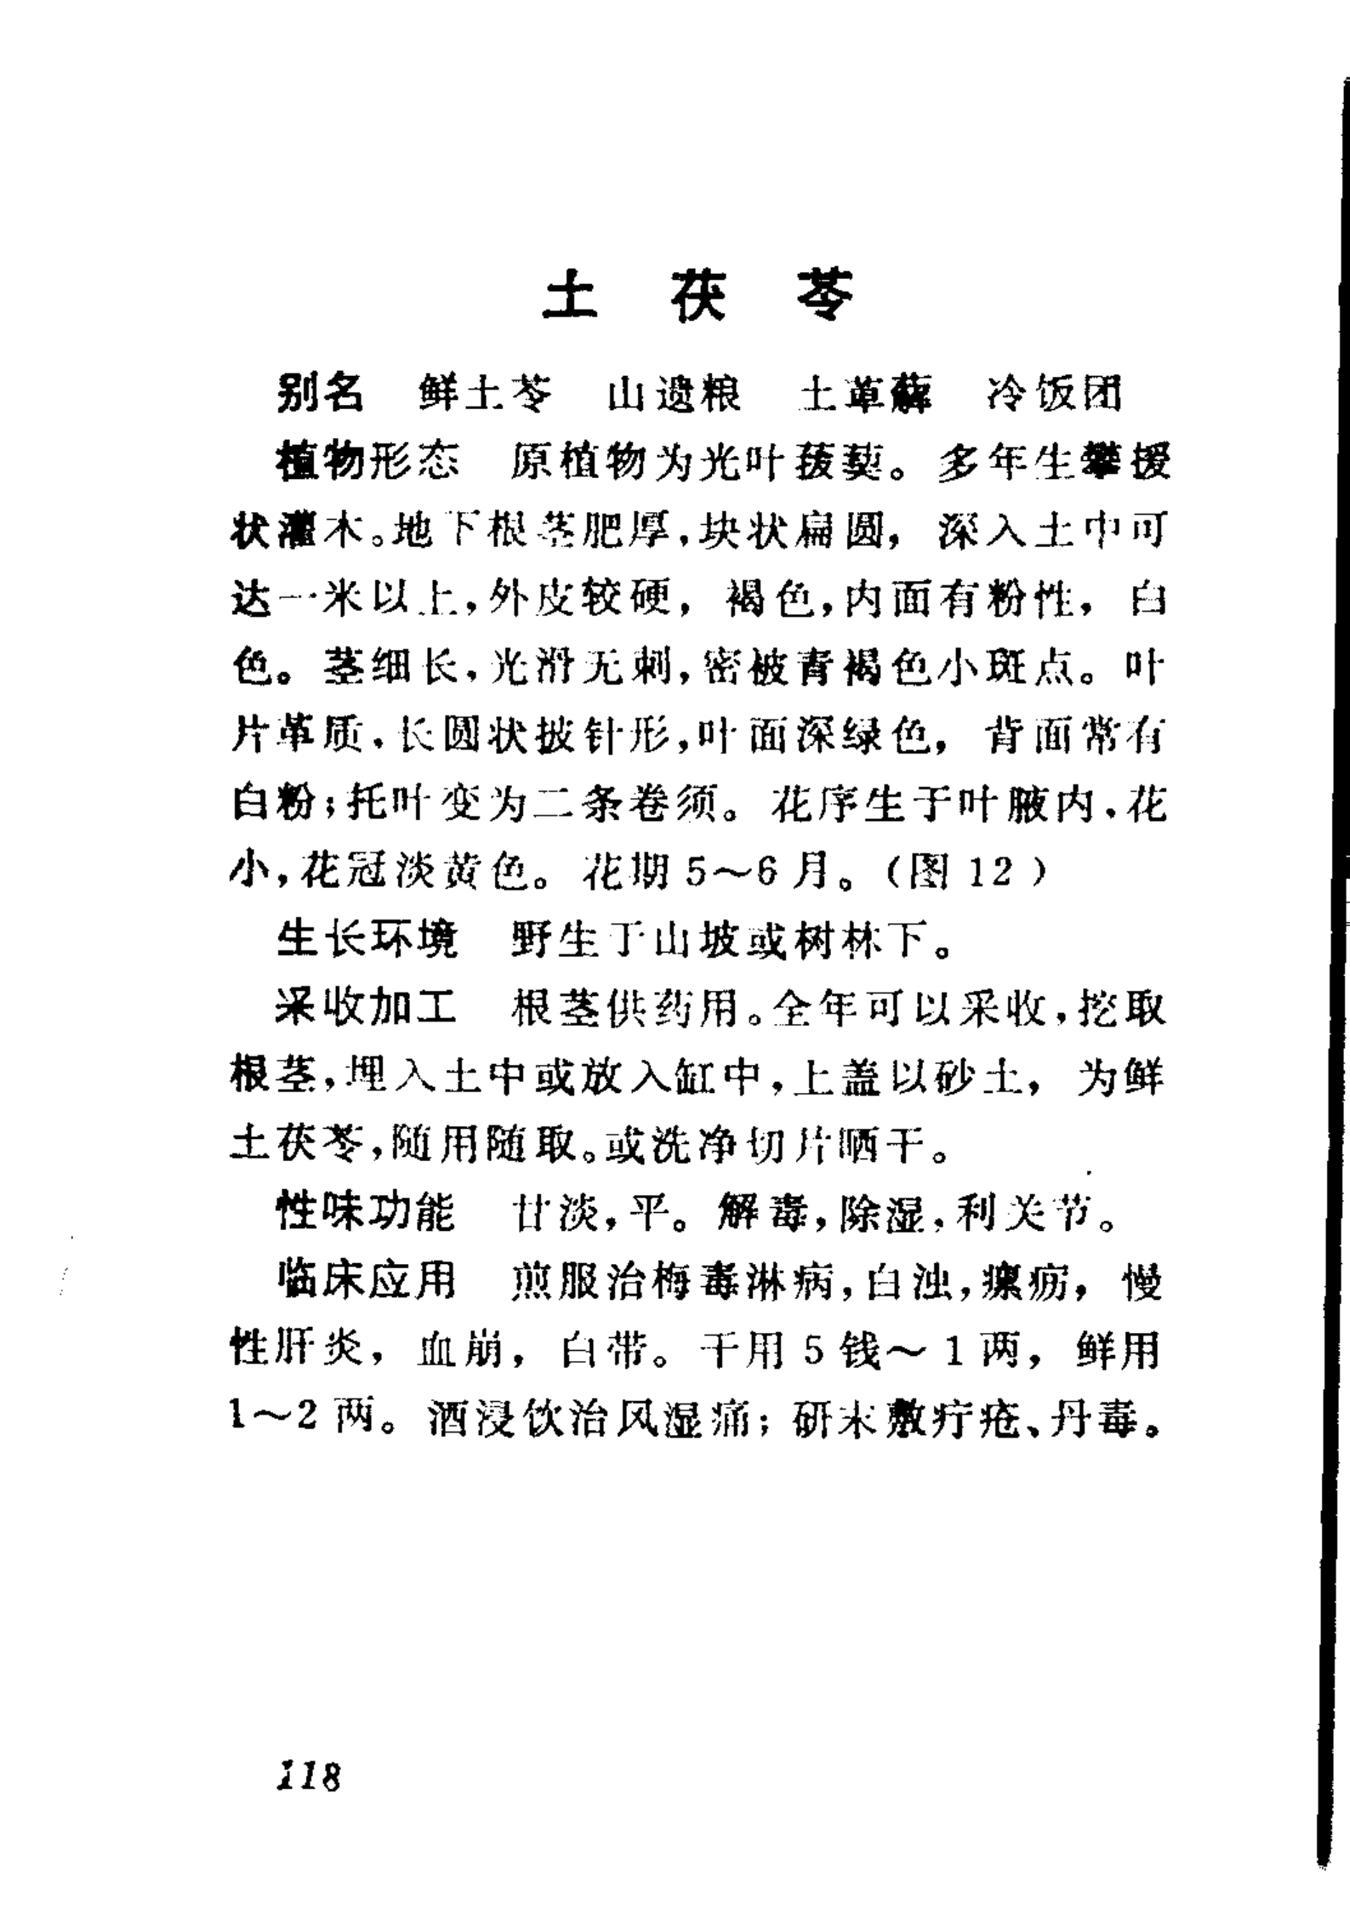 土茯苓
别名 鲜土苓 山遗粮 土萆薢 冷饭团
植物形态 原植物为光叶菝葜。多年生攀援
状灌木。地下根茎肥厚，块状扁圆，深入土中可
达一米以上，外皮较硬，褐色，内面有粉性，白
色。茎细长，光滑无刺，密被青褐色小斑点。叶
片革质，长圆状披针形，叶面深绿色，背面常有
白粉；托叶变为二条卷须。花序生于叶腋内，花
小，花冠淡黄色。花期5～6月。（图12）
生长环境 野生于山坡或树林下。
采收加工 根茎供药用。全年可以采收，挖取
根茎，埋入土中或放入缸中，上盖以砂土，为鲜
土茯苓，随用随取。或洗净切片晒干。
性味功能 甘淡，平。解毒，除湿，利关节。
临床应用 煎服治梅毒淋病，白浊，瘰疬，慢
性肝炎，血崩，白带。干用5钱～1两，鲜用
1～2两。酒浸饮治风湿痛；研末敷疔疮、丹毒。
118